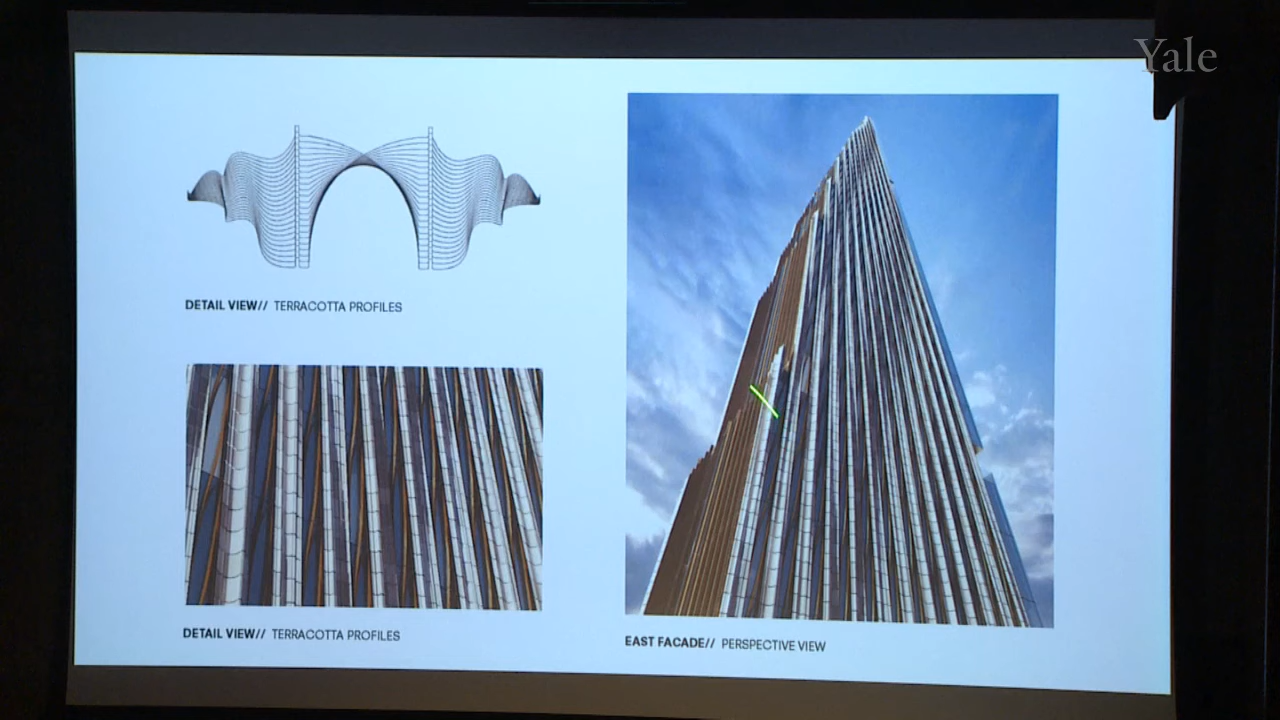 Yale
DETAIL VIEW// TERRACOTTA PROFILES
DETAIL VIEW// TERRACOTTA PROFILES
EAST FACADE// PERSPECTIVE VIEW